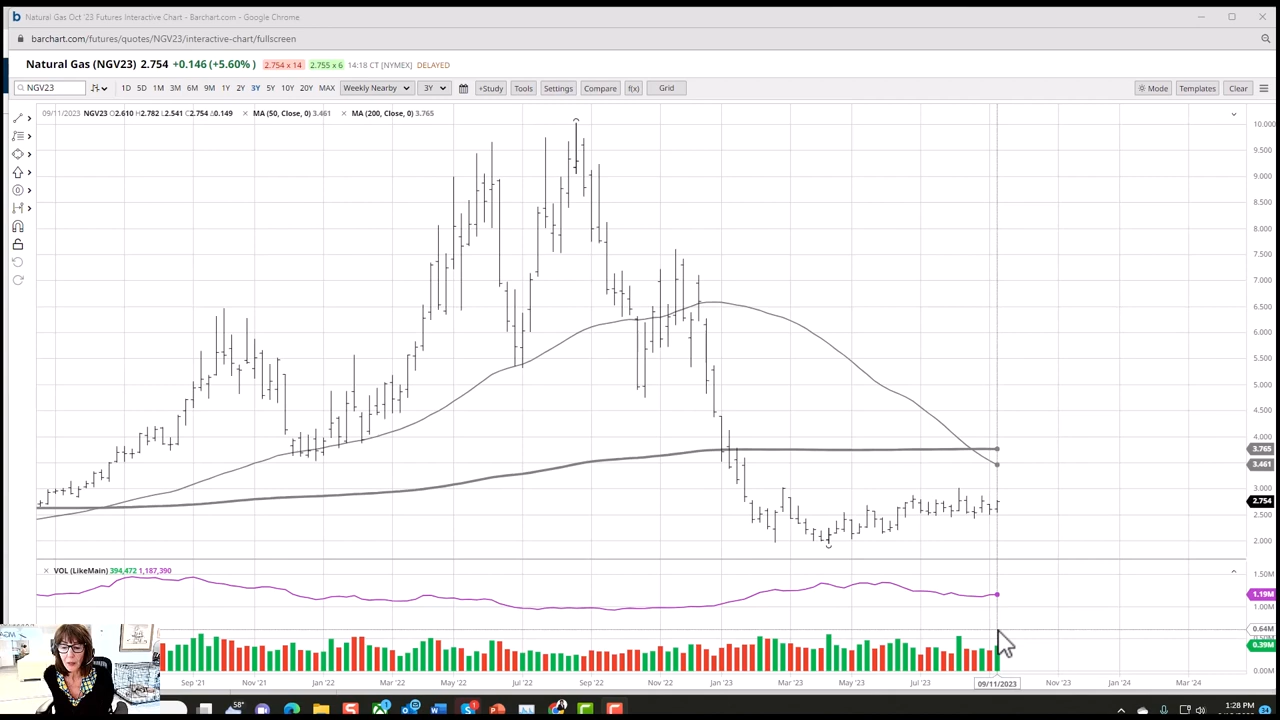 Natural Gas Oct '23 Futures Interactive Chart - Barchart.com - Google Chrome
barchart.com/futures/quotes/NGV23/interactive-chart/fullscreen
Natural Gas (NGV23) 2.754 +0.146 (+5.60%) 2.754 x 14 2.755 x 6 14:18 CT [NYMEX] DELAYED
NGV23 1D 5D 1M 3M 6M 9M 1Y 2Y 3Y 5Y 10Y 20Y MAX Weekly Nearby 3Y +Study Tools Settings Compare f(x) Grid Mode Templates Clear
09/11/2023 NGV23 O2.610 H2.782 L2.541 C2.754 Δ0.149 MA (50, Close, 0) 3.461 MA (200, Close, 0) 3.765
10.000
9.500
9.000
8.500
8.000
7.500
7.000
6.500
6.000
5.500
5.000
4.500
4.000
3.765
3.461
3.000
2.754
2.500
2.000
VOL (LikeMain) 394,472 1,187,390
1.50M
1.19M
1.00M
0.64M
0.39M
0.00M
ADM
Sep '21 Nov '21 Jan '22 Mar '22 May '22 Jul '22 Sep '22 Nov '22 Jan '23 Mar '23 May '23 Jul '23 09/11/2023 Nov '23 Jan '24 Mar '24
58°
1:28 PM
34